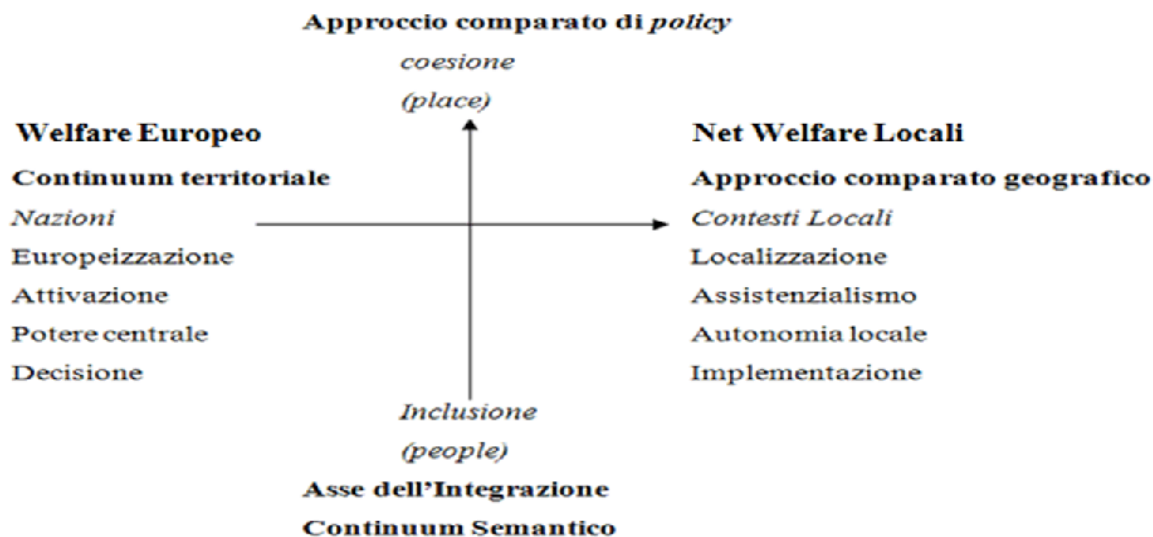 Approccio comparato di policy
coesione
(place)
Welfare Europeo
Continuum territoriale
Nazioni
Europeizzazione
Attivazione
Potere centrale
Decisione
Net Welfare Locali
Approccio comparato geografico
Contesti Locali
Localizzazione
Assistenzialismo
Autonomia locale
Implementazione
Inclusione
(people)
Asse dell'Integrazione
Continuum Semantico